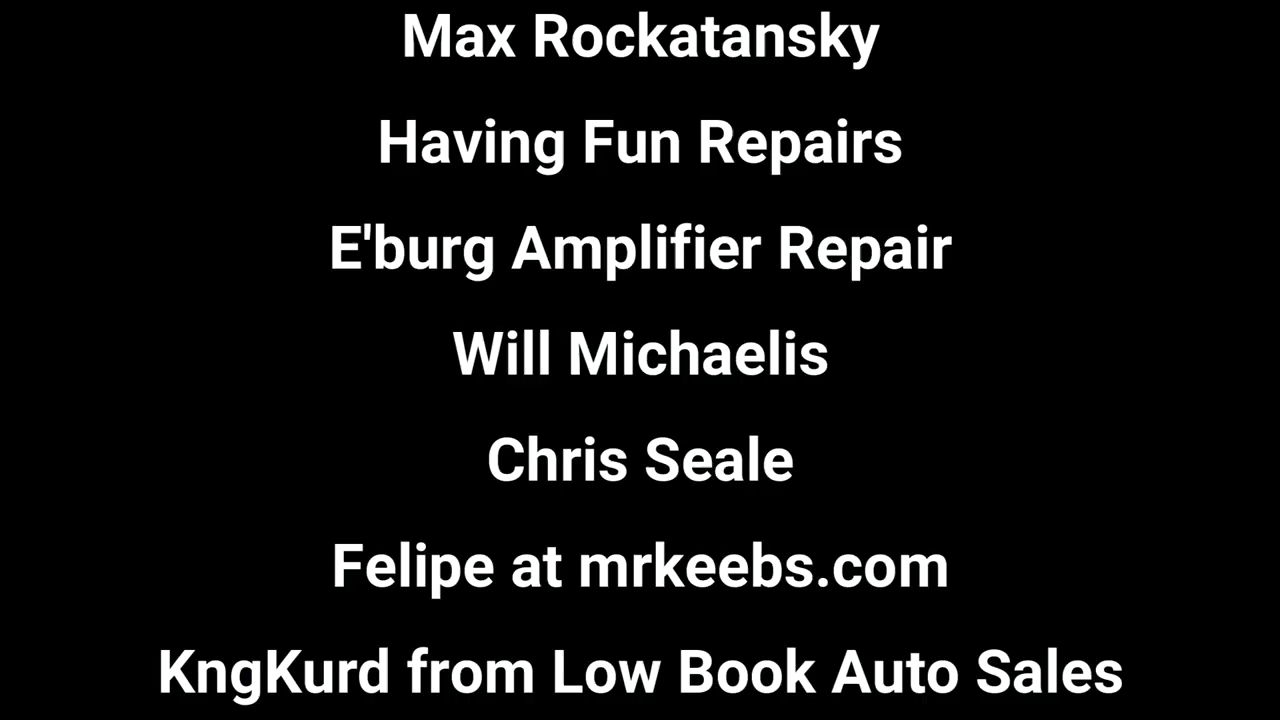 Max Rockatansky
Having Fun Repairs
E'burg Amplifier Repair
Will Michaelis
Chris Seale
Felipe at mrkeebs.com
KngKurd from Low Book Auto Sales